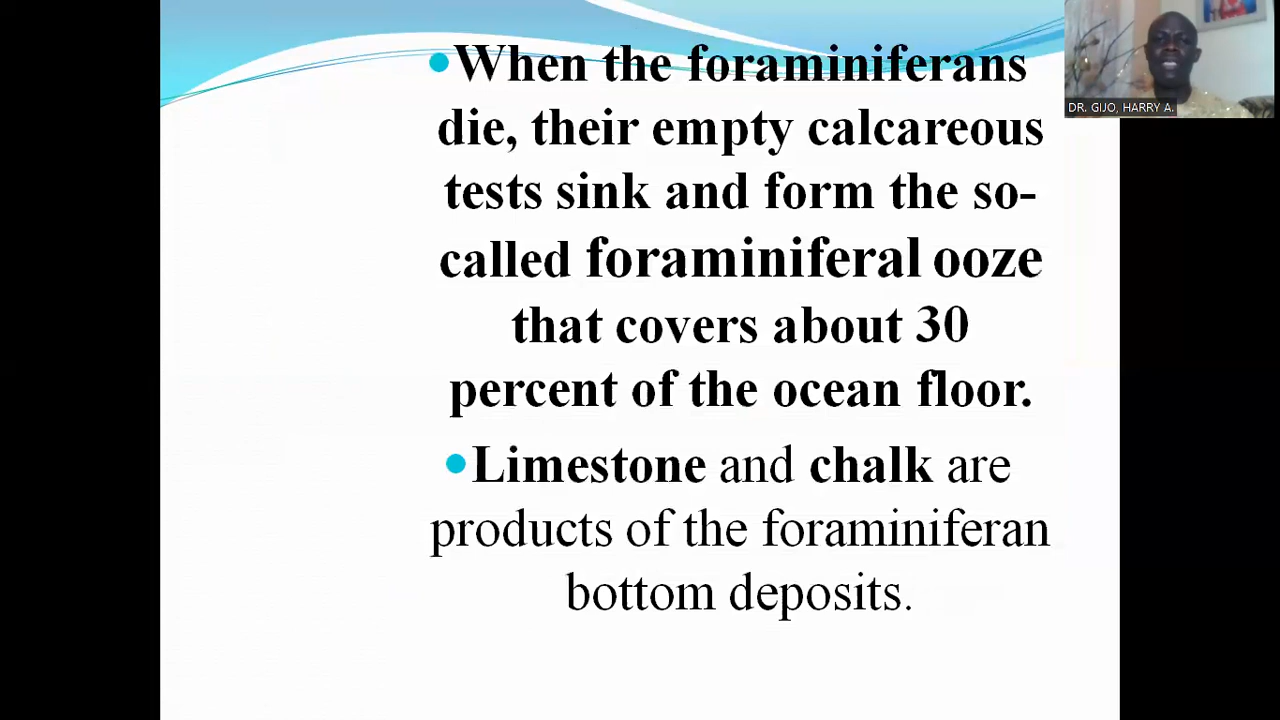 •When the foraminiferans
die, their empty calcareous
tests sink and form the so-
called foraminiferal ooze
that covers about 30
percent of the ocean floor.
•Limestone and chalk are
products of the foraminiferan
bottom deposits.
DR. GIJO, HARRY A.